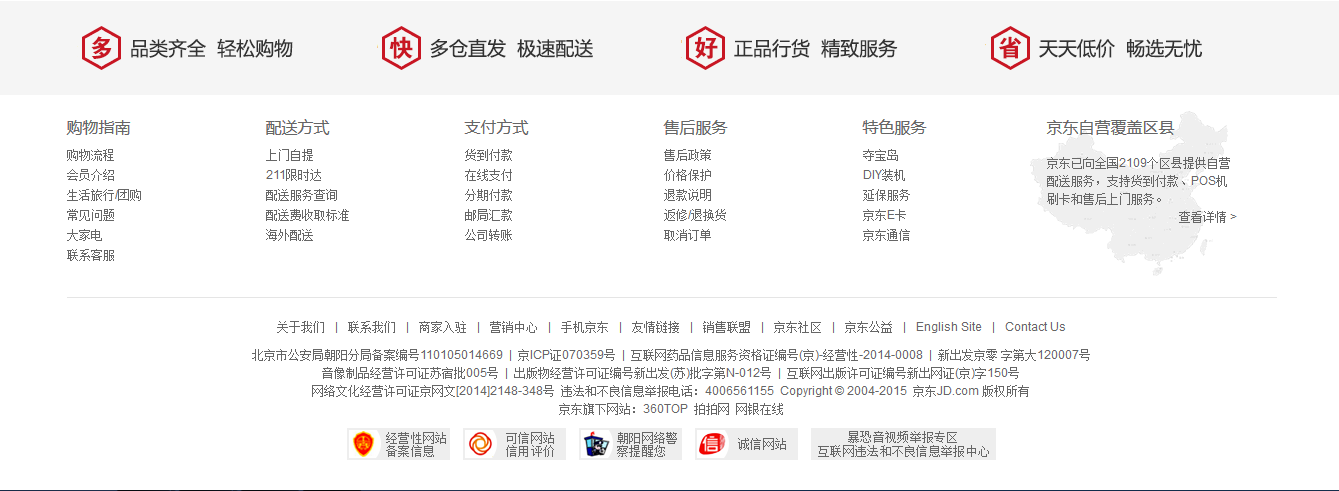 多 品类齐全 轻松购物
快 多仓直发 极速配送
好 正品行货 精致服务
省 天天低价 畅选无忧
购物指南
购物流程
会员介绍
生活旅行/团购
常见问题
大家电
联系客服
配送方式
上门自提
211限时达
配送服务查询
配送费收取标准
海外配送
支付方式
货到付款
在线支付
分期付款
邮局汇款
公司转账
售后服务
售后政策
价格保护
退款说明
返修/退换货
取消订单
特色服务
夺宝岛
DIY装机
延保服务
京东E卡
京东通信
京东自营覆盖区县
京东已向全国2109个区县提供自营
配送服务，支持货到付款、POS机
刷卡和售后上门服务。
查看详情 >
关于我们 | 联系我们 | 商家入驻 | 营销中心 | 手机京东 | 友情链接 | 销售联盟 | 京东社区 | 京东公益 | English Site | Contact Us
北京市公安局朝阳分局备案编号110105014669 | 京ICP证070359号 | 互联网药品信息服务资格证编号(京)-经营性-2014-0008 | 新出发京零 字第大120007号
音像制品经营许可证苏宿批005号 | 出版物经营许可证编号新出发(苏)批字第N-012号 | 互联网出版许可证编号新出网证(京)字150号
网络文化经营许可证京网文[2014]2148-348号 违法和不良信息举报电话：4006561155 Copyright © 2004-2015 京东JD.com 版权所有
京东旗下网站：360TOP 拍拍网 网银在线
经营性网站
备案信息
可信网站
信用评价
朝阳网络警
察提醒您
诚信网站
暴恐音视频举报专区
互联网违法和不良信息举报中心